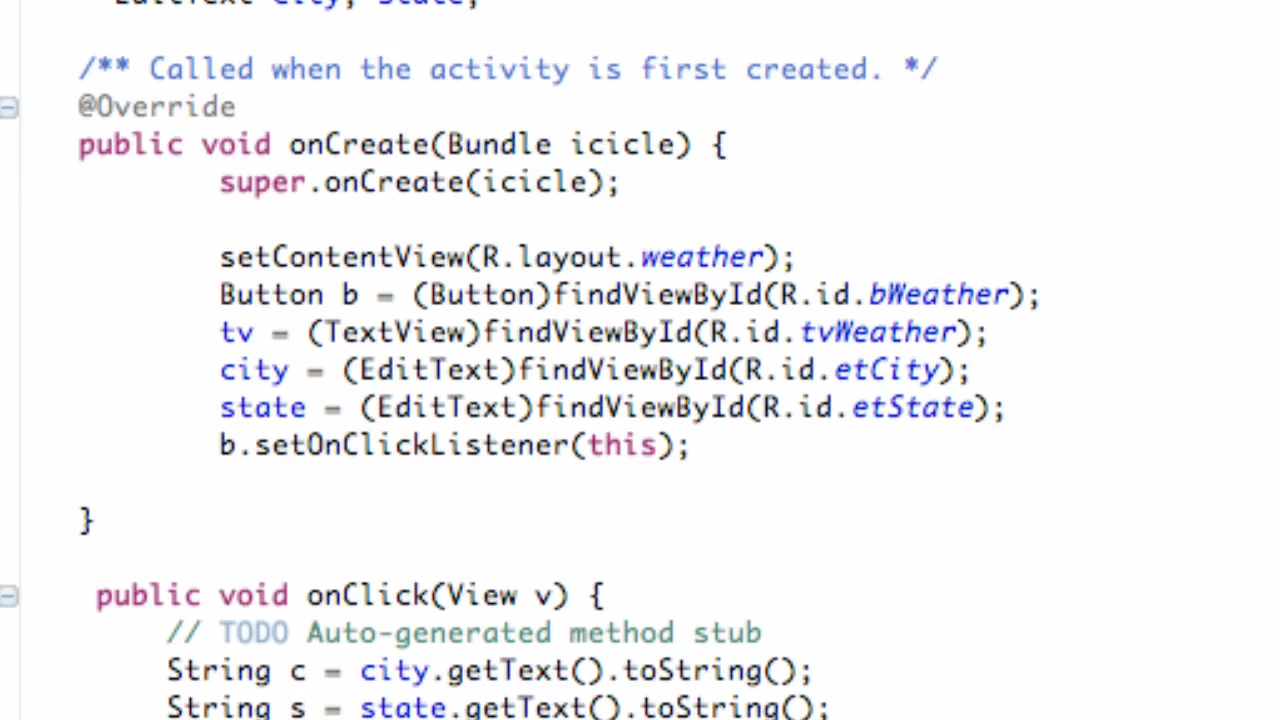 EditText city, state;
/** Called when the activity is first created. */
@Override
public void onCreate(Bundle icicle) {
super.onCreate(icicle);
setContentView(R.layout.weather);
Button b = (Button)findViewById(R.id.bWeather);
tv = (TextView)findViewById(R.id.tvWeather);
city = (EditText)findViewById(R.id.etCity);
state = (EditText)findViewById(R.id.etState);
b.setOnClickListener(this);
}
public void onClick(View v) {
// TODO Auto-generated method stub
String c = city.getText().toString();
String s = state.getText().toString();